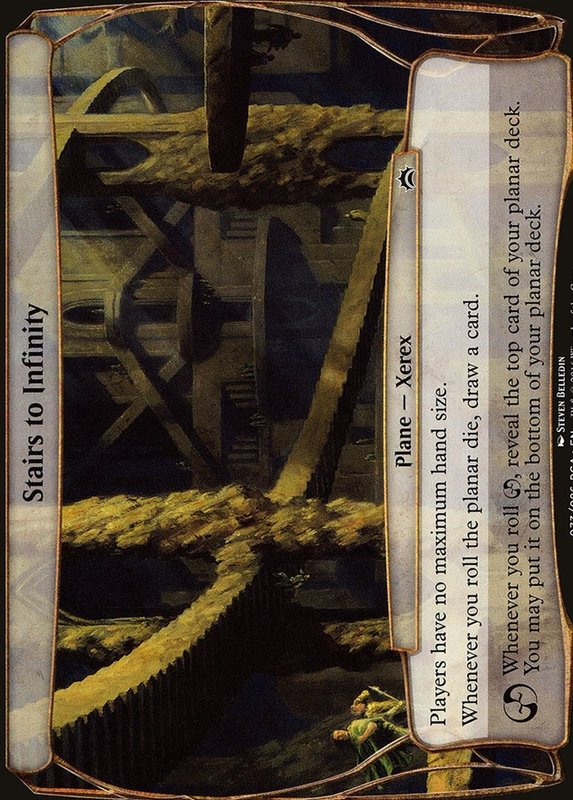 Stairs to Infinity
Plane — Xerex
Players have no maximum hand size.
Whenever you roll the planar die, draw a card.
Whenever you roll , reveal the top card of your planar deck.
You may put it on the bottom of your planar deck.
Steven Belledin